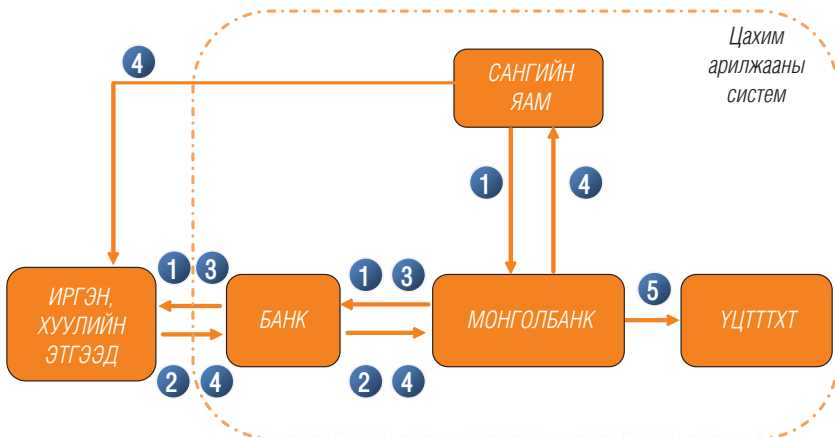 Цахим
арилжааны
систем
4
САНГИЙН
ЯАМ
1
4
1 3
1 3
5
ИРГЭН,
ХУУЛИЙН
ЭТГЭЭД
БАНК
МОНГОЛБАНК
ҮЦТТТХТ
2 4
2 4